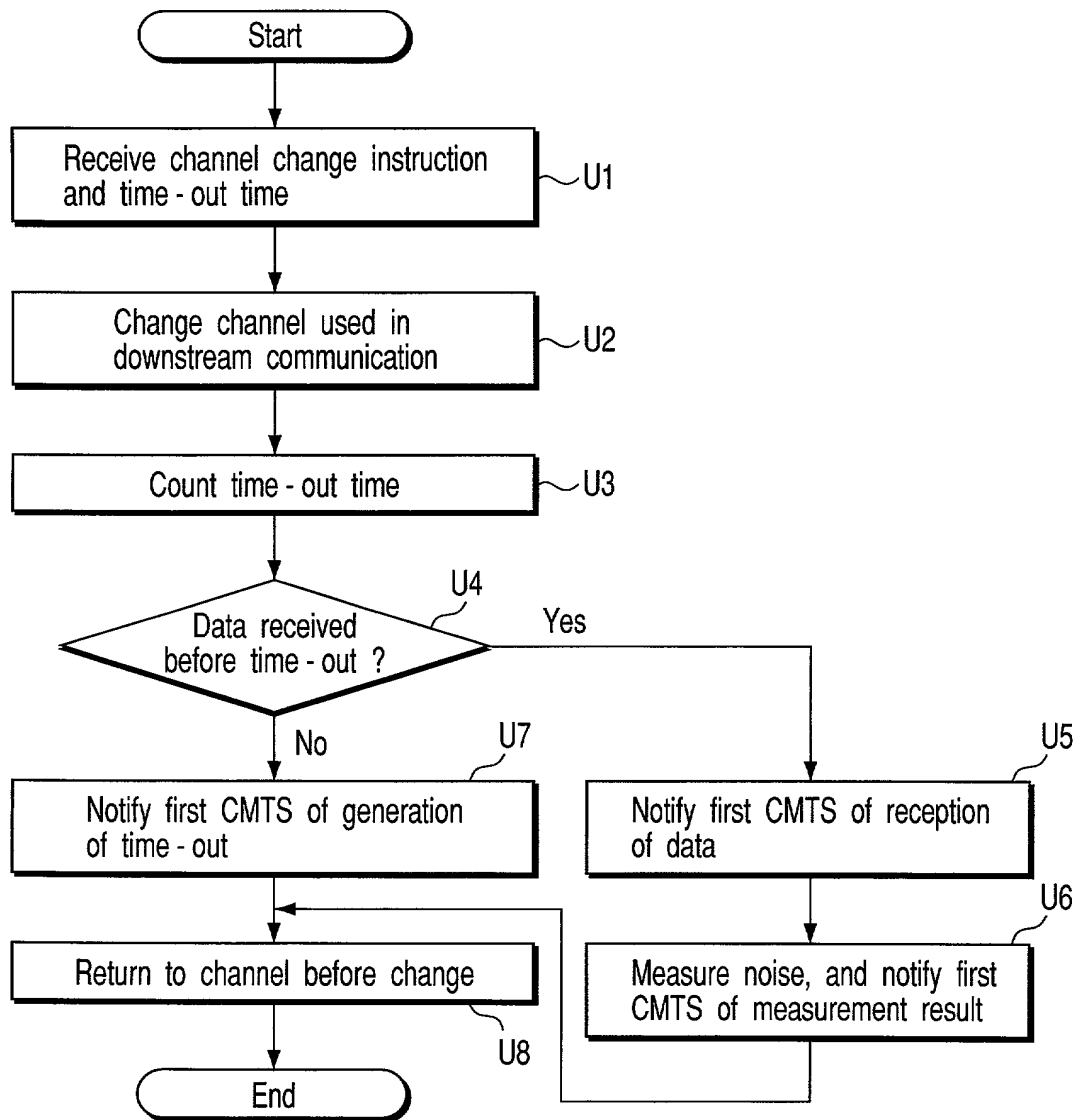 Start
Receive channel change instruction
and time-out time
U1
Change channel used in
downstream communication
U2
Count time-out time
U3
U4
Data received
before time-out ?
Yes
No
U7
Notify first CMTS of generation
of time-out
U5
Notify first CMTS of reception
of data
U6
Measure noise, and notify first
CMTS of measurement result
Return to channel before change
U8
End